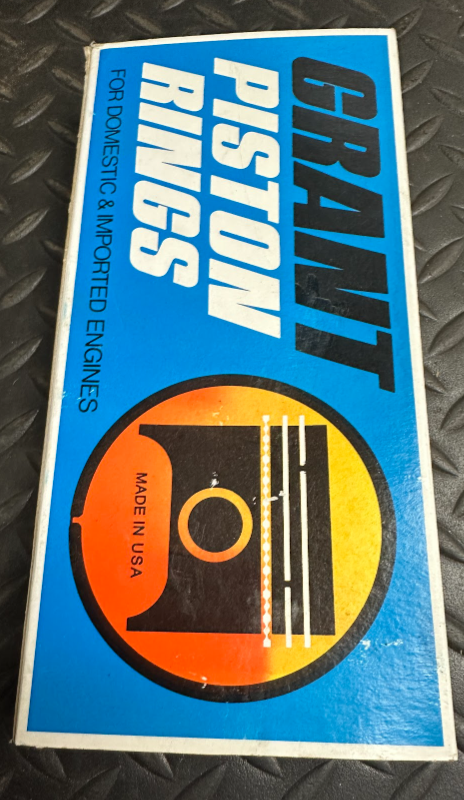 GRANT
PISTON
RINGS
FOR DOMESTIC & IMPORTED ENGINES
MADE IN USA